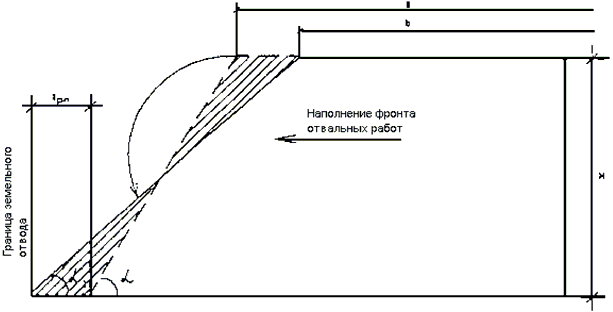 в
Наполнение фронта
отвальных работ
Граница земельного
отвода
L